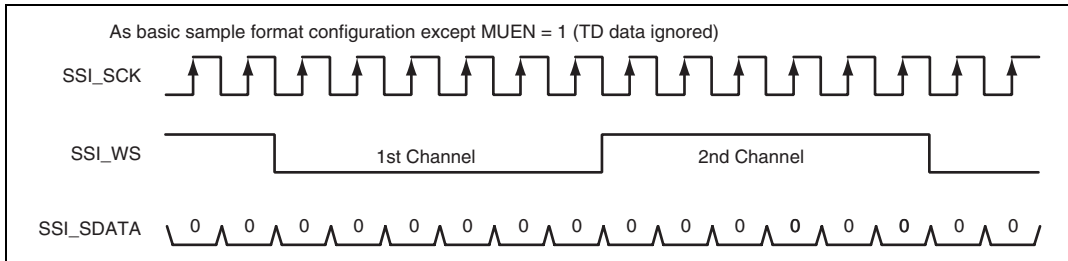 As basic sample format configuration except MUEN = 1 (TD data ignored)
SSI_SCK
SSI_WS 1st Channel 2nd Channel
SSI_SDATA 0 0 0 0 0 0 0 0 0 0 0 0 0 0 0 0